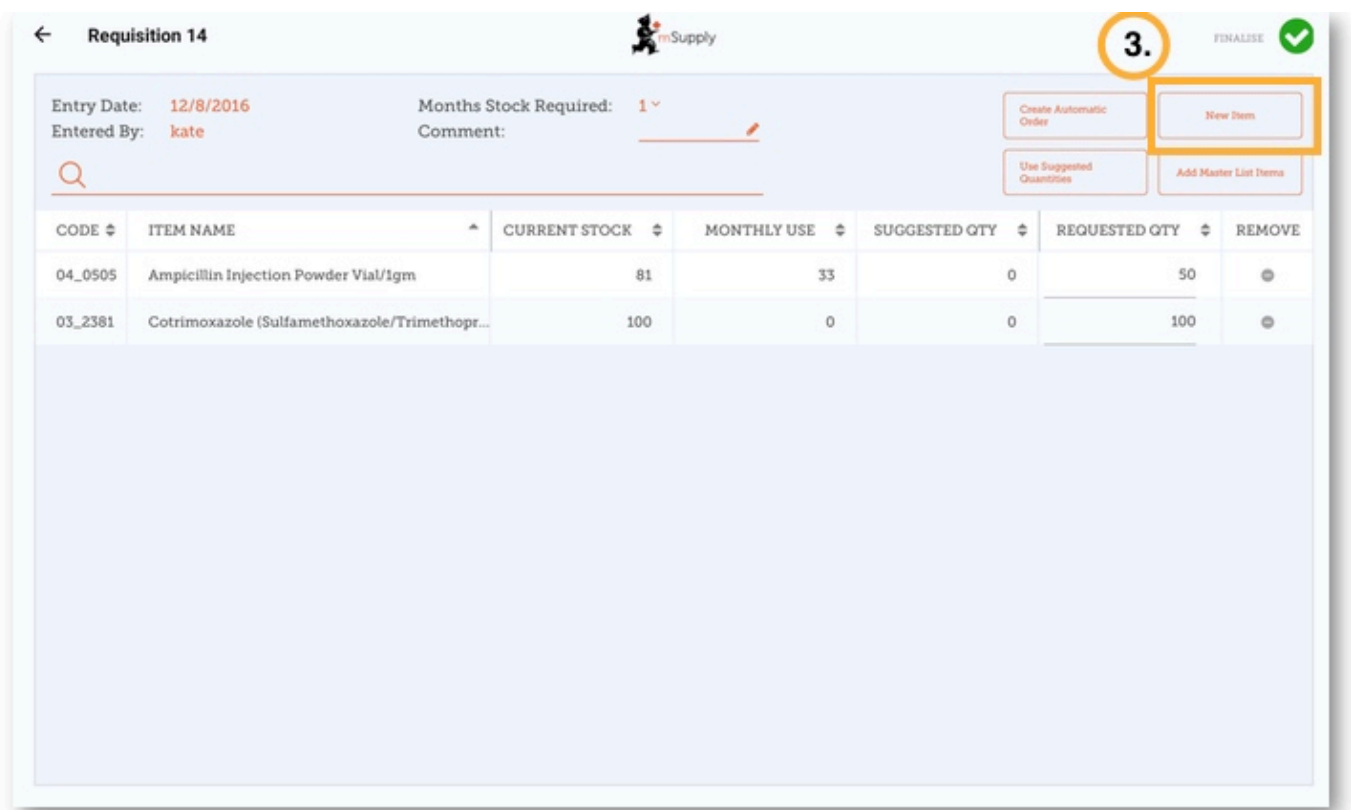 Requisition 14
mSupply
3.
FINALISE
Entry Date: 12/8/2016
Months Stock Required: 1
Create Automatic
Order
New Item
Entered By: kate
Comment:
Use Suggested
Quantities
Add Master List Items
CODE ITEM NAME CURRENT STOCK MONTHLY USE SUGGESTED QTY REQUESTED QTY REMOVE
04_0505 Ampicillin Injection Powder Vial/1gm 81 33 0 50
03_2381 Cotrimoxazole (Sulfamethoxazole/Trimethopr... 100 0 0 100